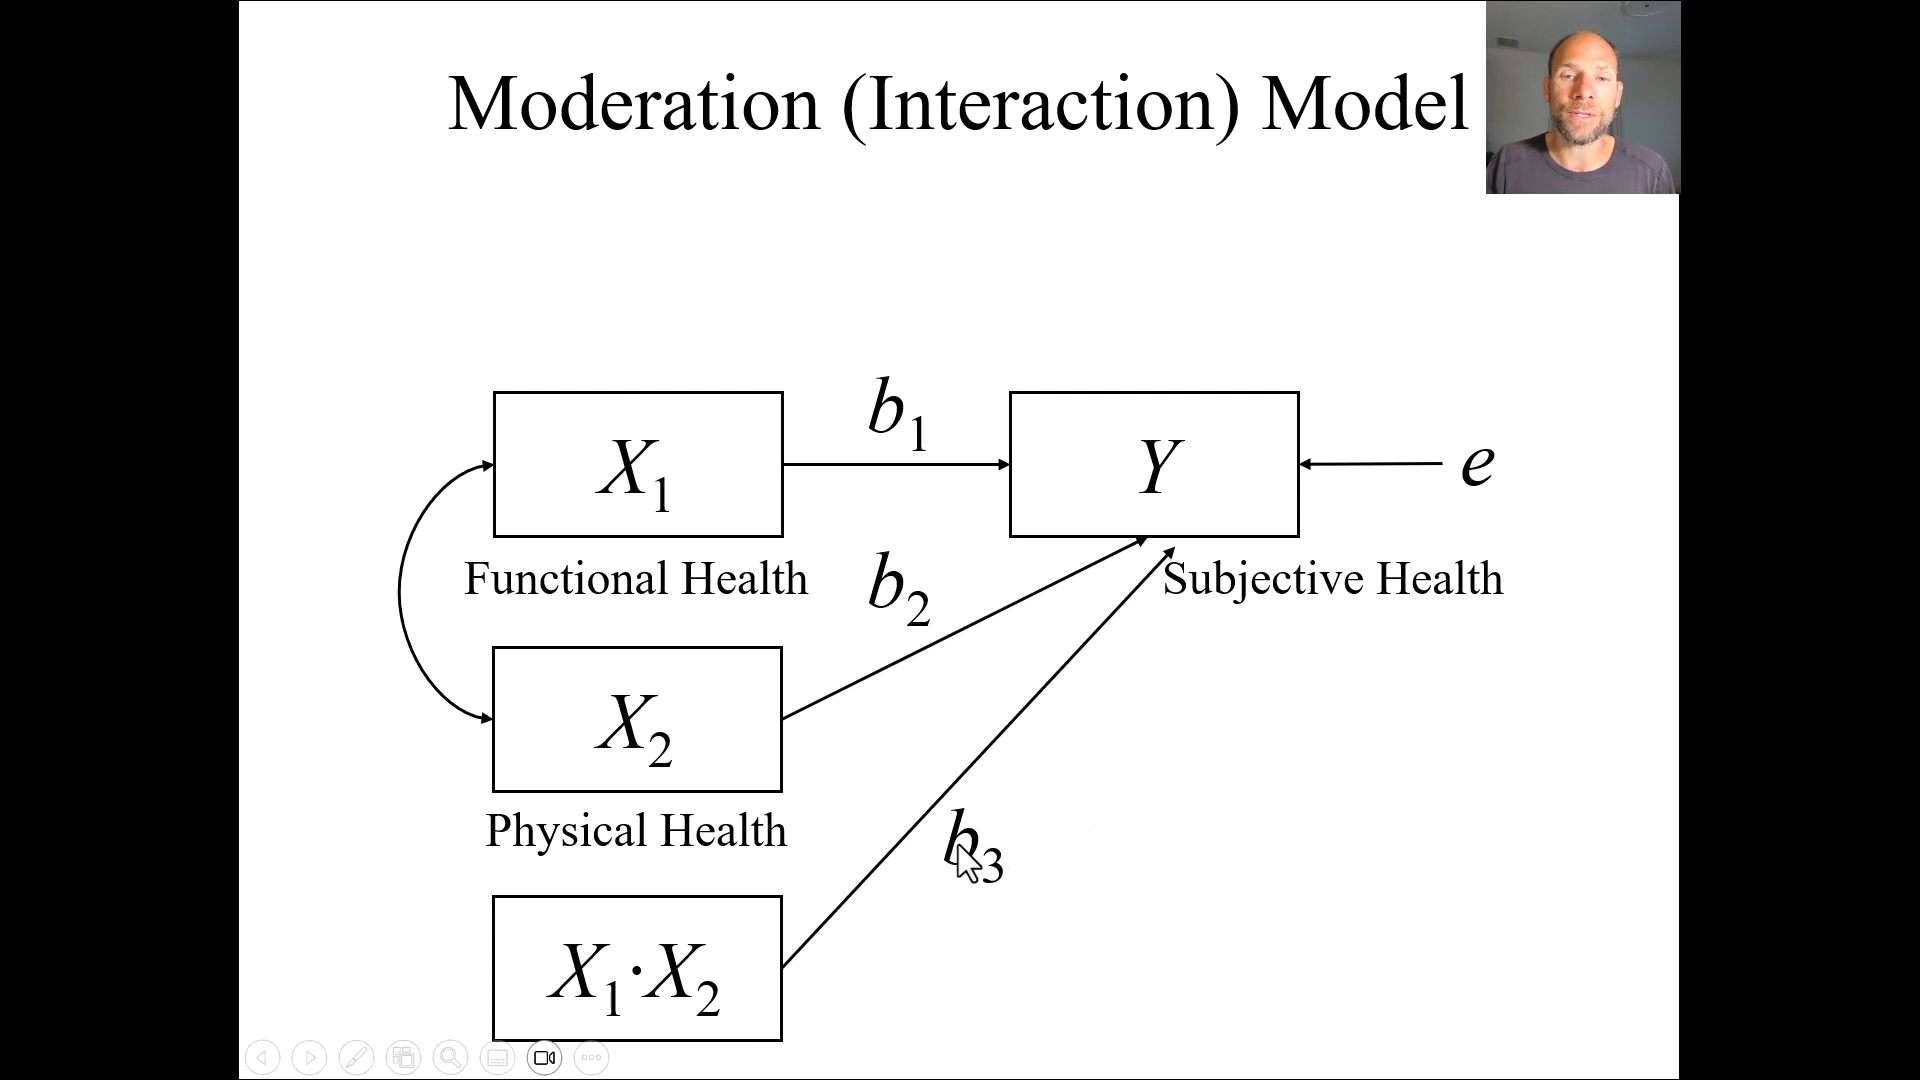 Moderation (Interaction) Model
b₁
X₁
Y
e
Functional Health
b₂
Subjective Health
X₂
Physical Health
b₃
X₁·X₂